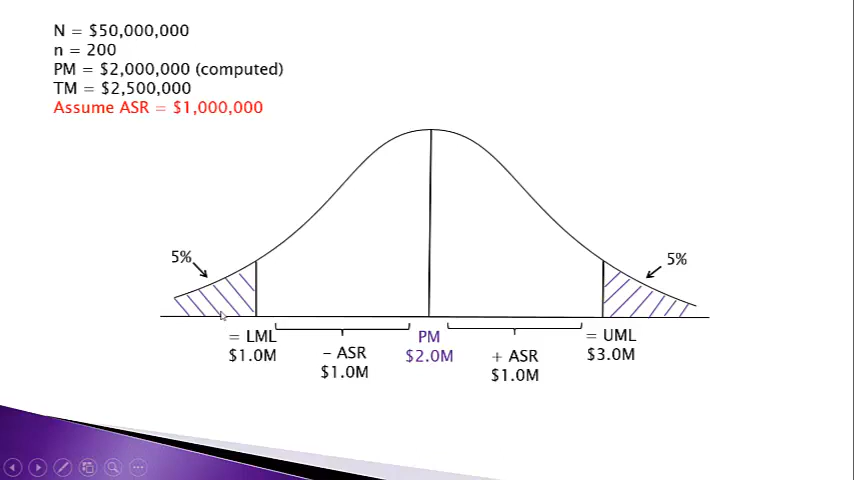 N = $50,000,000
n = 200
PM = $2,000,000 (computed)
TM = $2,500,000
Assume ASR = $1,000,000
5%
5%
= LML
$1.0M
– ASR
$1.0M
PM
$2.0M
+ ASR
$1.0M
= UML
$3.0M